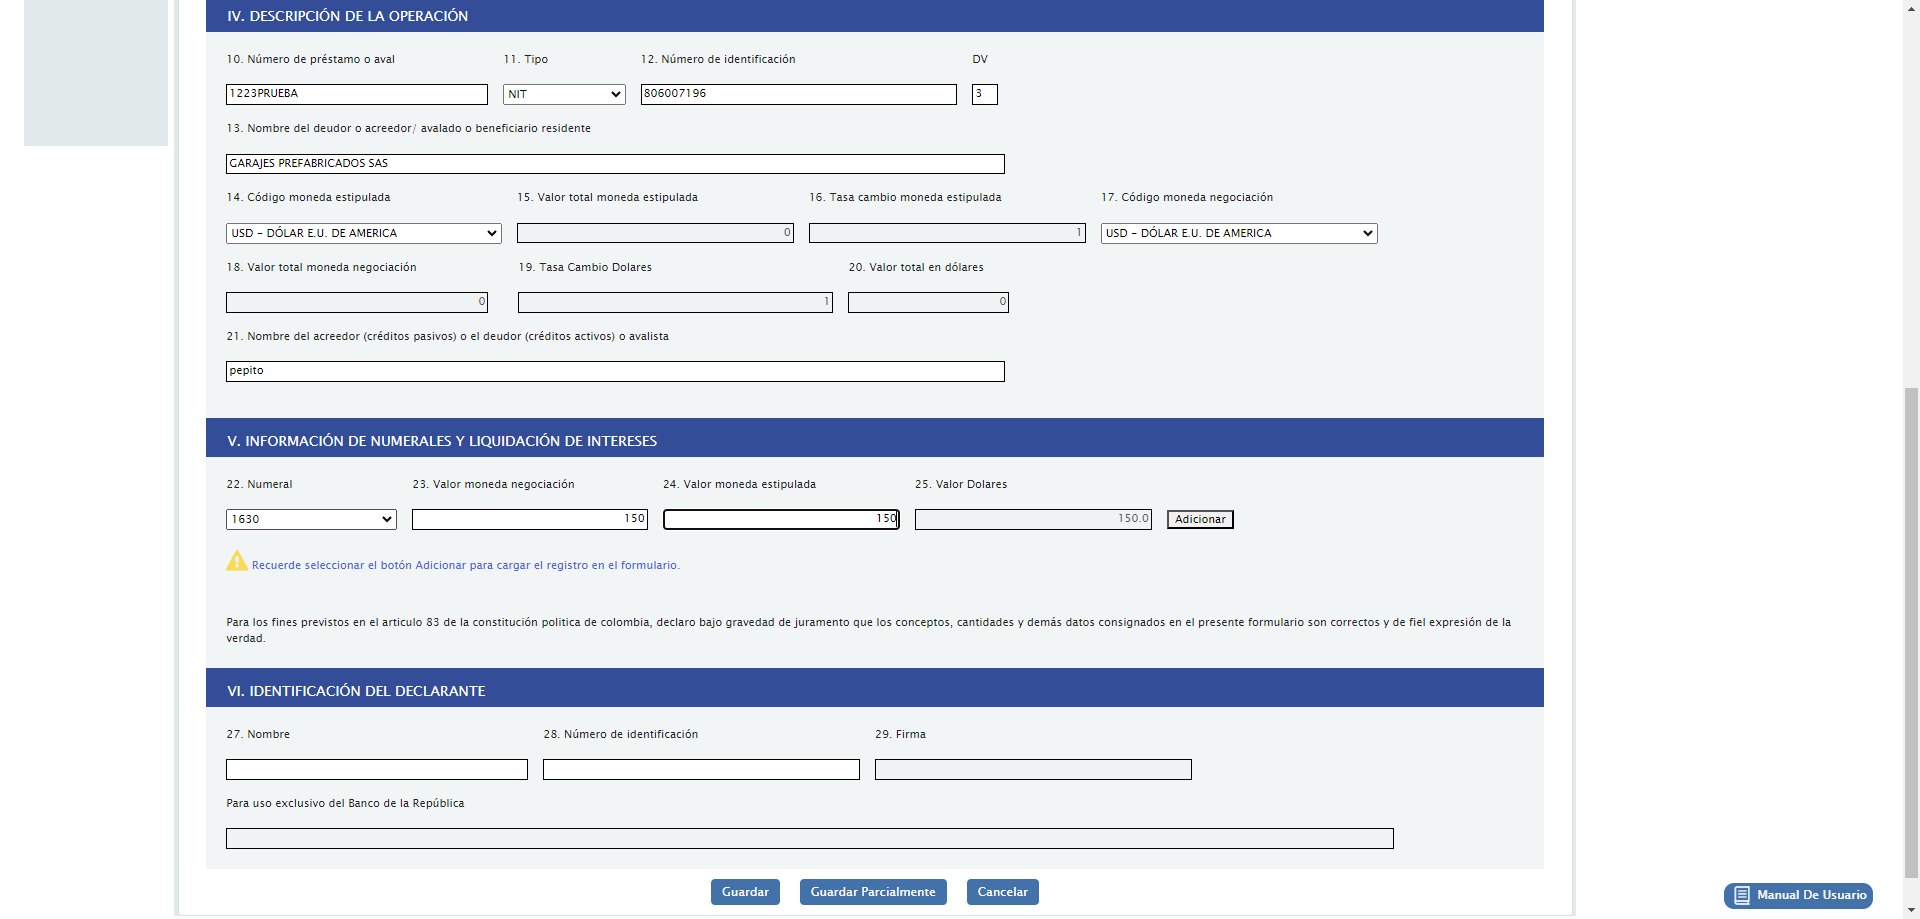 IV. DESCRIPCIÓN DE LA OPERACIÓN
10. Número de préstamo o aval 11. Tipo 12. Número de identificación DV
1223PRUEBA NIT 806007196 3
13. Nombre del deudor o acreedor/ avalado o beneficiario residente
GARAJES PREFABRICADOS SAS
14. Código moneda estipulada 15. Valor total moneda estipulada 16. Tasa cambio moneda estipulada 17. Código moneda negociación
USD - DÓLAR E.U. DE AMERICA 0 1 USD - DÓLAR E.U. DE AMERICA
18. Valor total moneda negociación 19. Tasa Cambio Dolares 20. Valor total en dólares
0 1 0
21. Nombre del acreedor (créditos pasivos) o el deudor (créditos activos) o avalista
pepito
V. INFORMACIÓN DE NUMERALES Y LIQUIDACIÓN DE INTERESES
22. Numeral 23. Valor moneda negociación 24. Valor moneda estipulada 25. Valor Dolares
1630 150 150 150.0 Adicionar
Recuerde seleccionar el botón Adicionar para cargar el registro en el formulario.
Para los fines previstos en el articulo 83 de la constitución politica de colombia, declaro bajo gravedad de juramento que los conceptos, cantidades y demás datos consignados en el presente formulario son correctos y de fiel expresión de la
verdad.
VI. IDENTIFICACIÓN DEL DECLARANTE
27. Nombre 28. Número de identificación 29. Firma
Para uso exclusivo del Banco de la República
Guardar Guardar Parcialmente Cancelar
Manual De Usuario